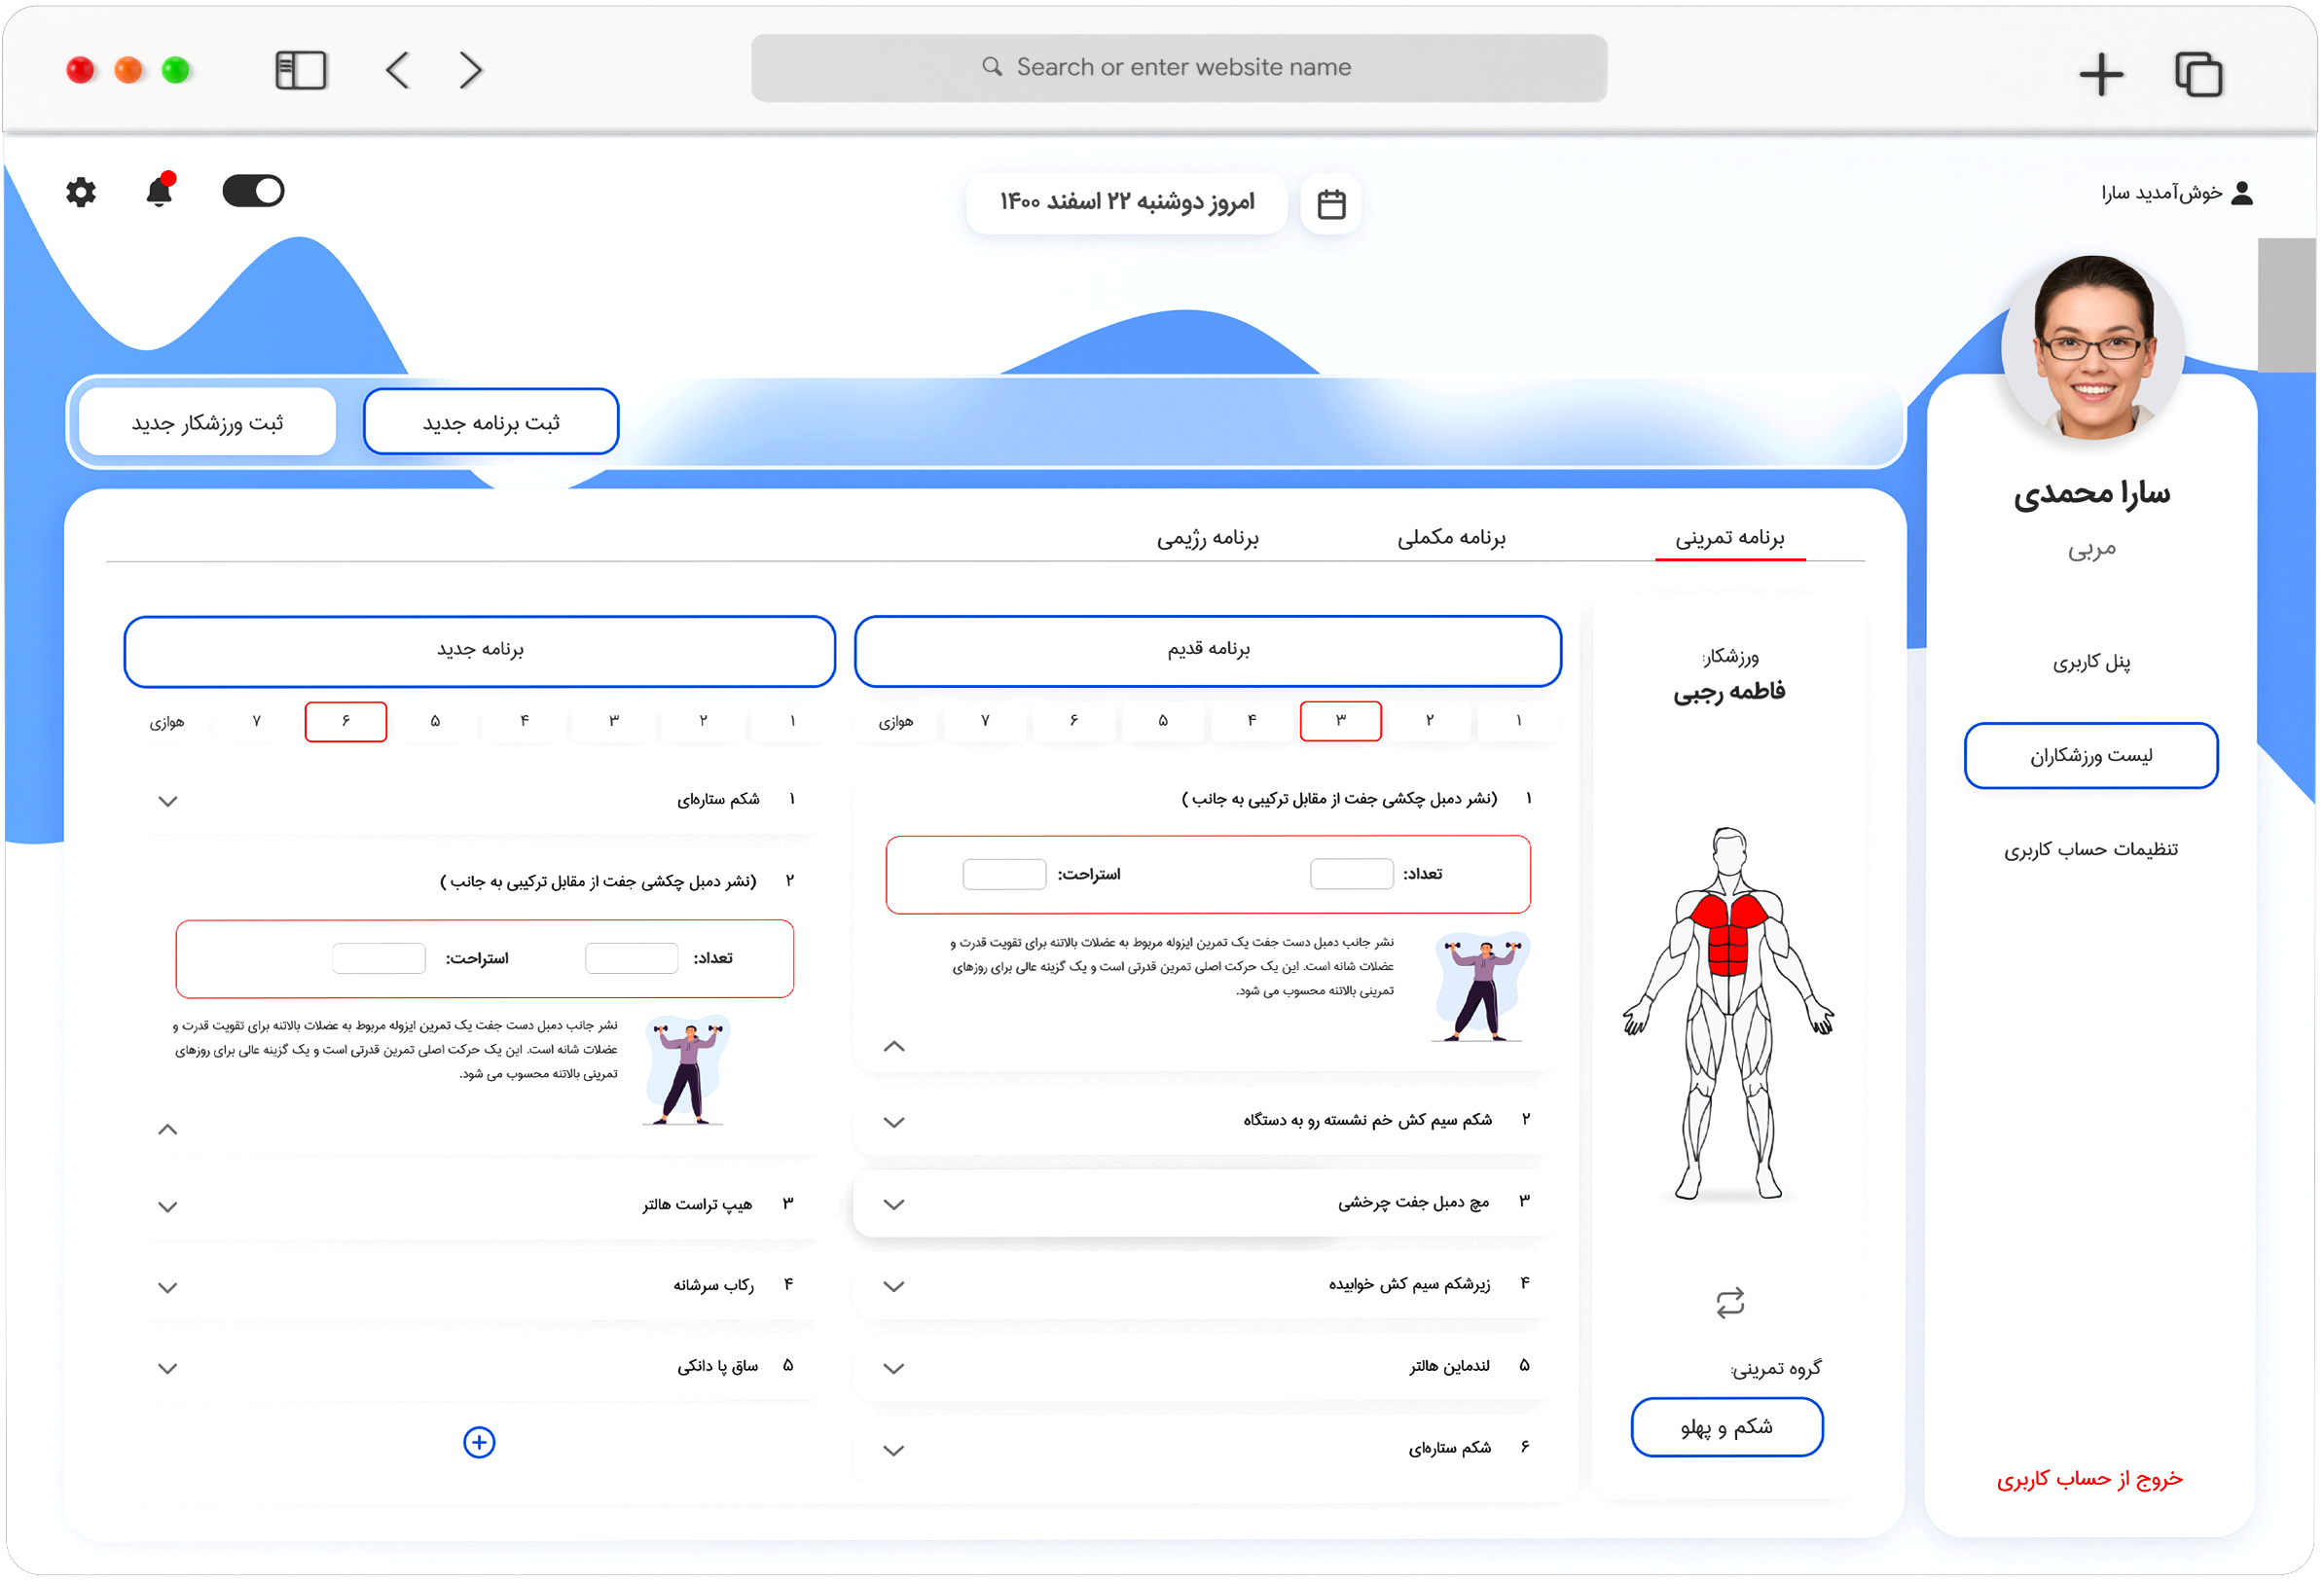 Search or enter website name
خوش‌آمدید سارا
امروز دوشنبه ۲۲ اسفند ۱۴۰۰
سارا محمدی
مربی
پنل کاربری
لیست ورزشکاران
تنظیمات حساب کاربری
خروج از حساب کاربری
ثبت برنامه جدید
ثبت ورزشکار جدید
برنامه تمرینی
برنامه مکملی
برنامه رژیمی
ورزشکار:
فاطمه رجبی
گروه تمرینی:
شکم و پهلو
برنامه قدیم
۱ ۲ ۳ ۴ ۵ ۶ ۷ هوازی
۱ (نشر دمبل چکشی جفت از مقابل ترکیبی به جانب )
تعداد: استراحت:
نشر جانب دمبل دست جفت یک تمرین ایزوله مربوط به عضلات بالاتنه برای تقویت قدرت و
عضلات شانه است. این یک حرکت اصلی تمرین قدرتی است و یک گزینه عالی برای روزهای
تمرینی بالاتنه محسوب می شود.
۲ شکم سیم کش خم نشسته رو به دستگاه
۳ مچ دمبل جفت چرخشی
۴ زیرشکم سیم کش خوابیده
۵ لندماین هالتر
۶ شکم ستاره‌ای
برنامه جدید
۱ ۲ ۳ ۴ ۵ ۶ ۷ هوازی
۱ شکم ستاره‌ای
۲ (نشر دمبل چکشی جفت از مقابل ترکیبی به جانب )
تعداد: استراحت:
نشر جانب دمبل دست جفت یک تمرین ایزوله مربوط به عضلات بالاتنه برای تقویت قدرت و
عضلات شانه است. این یک حرکت اصلی تمرین قدرتی است و یک گزینه عالی برای روزهای
تمرینی بالاتنه محسوب می شود.
۳ هیپ تراست هالتر
۴ رکاب سرشانه
۵ ساق پا دانکی